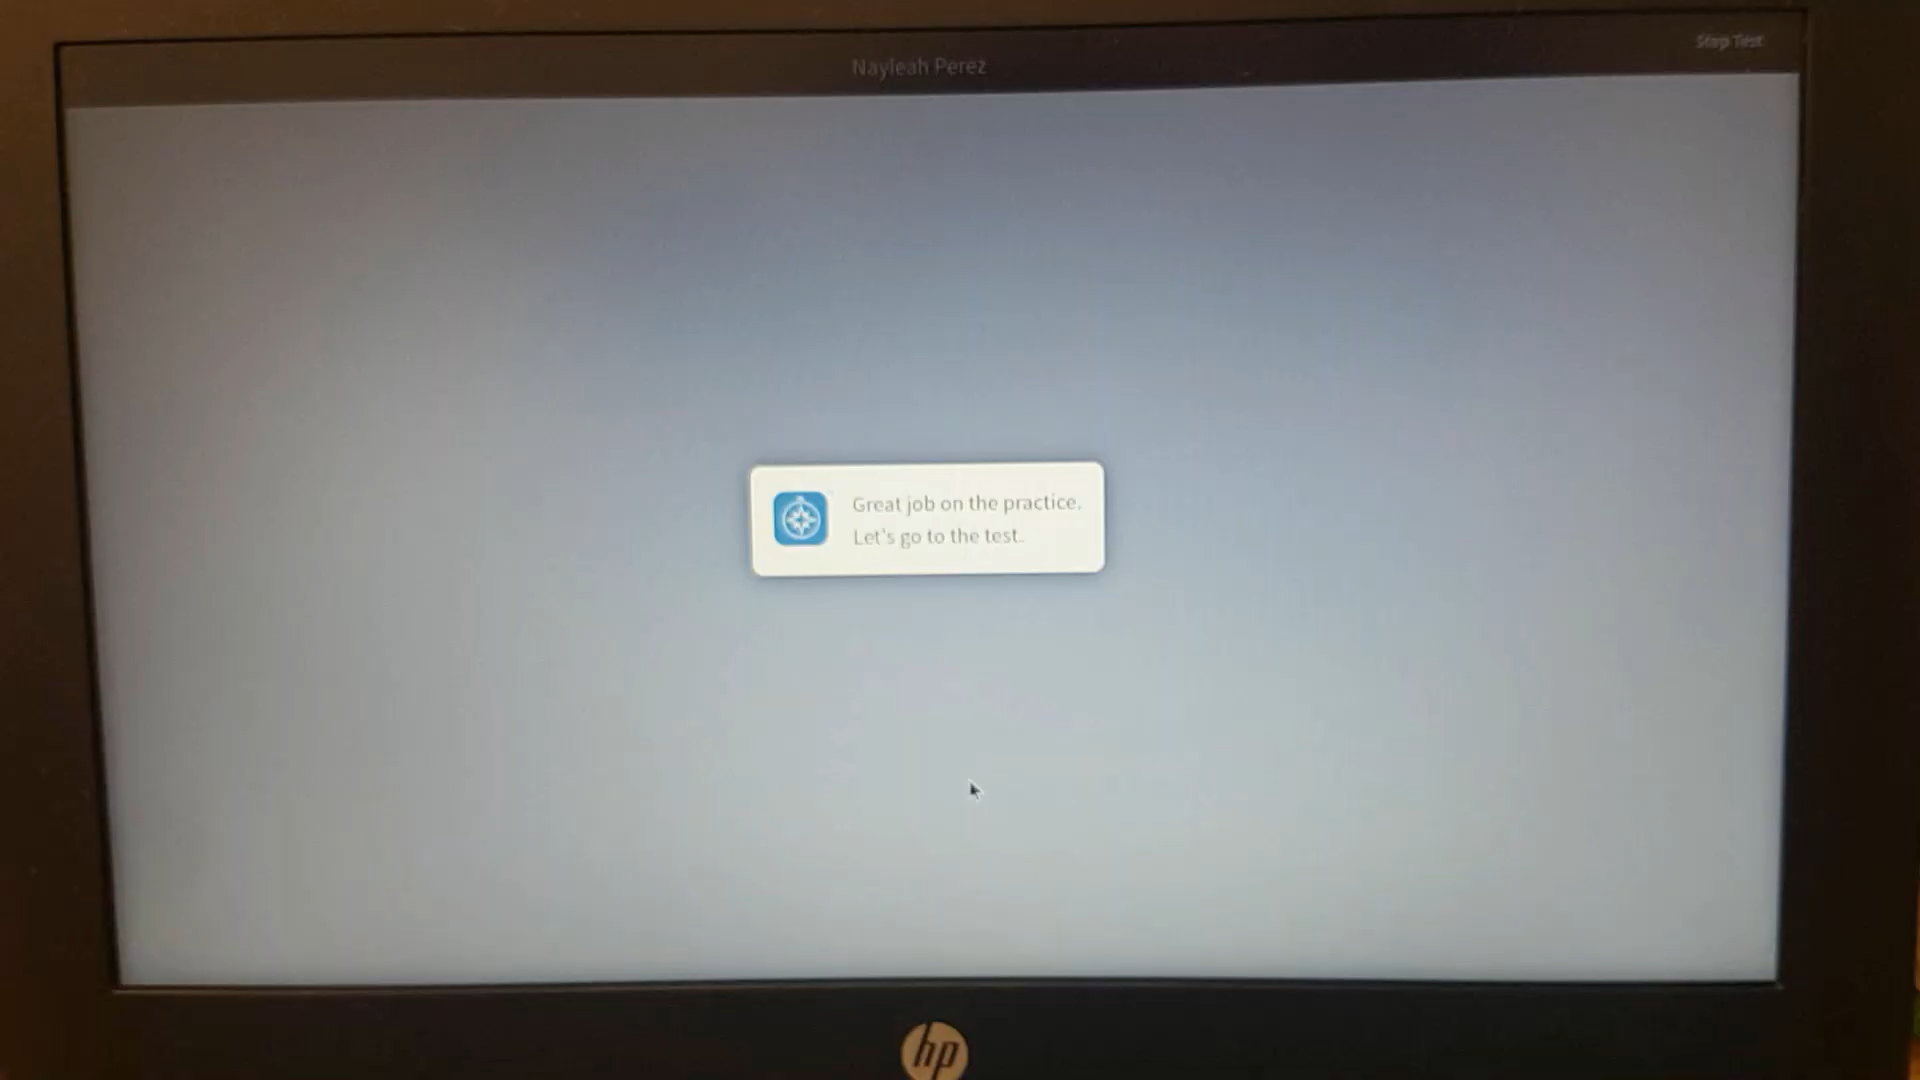 Stop Test
Nayleah Perez
Great job on the practice.
Let's go to the test.
hp